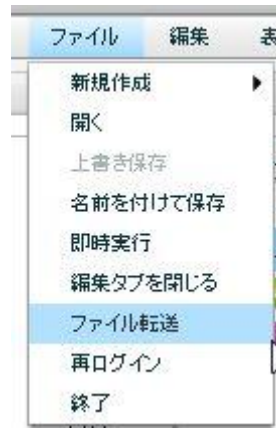 ファイル 編集 表
新規作成
開く
上書き保存
名前を付けて保存
即時実行
編集タブを閉じる
ファイル転送
再ログイン
終了